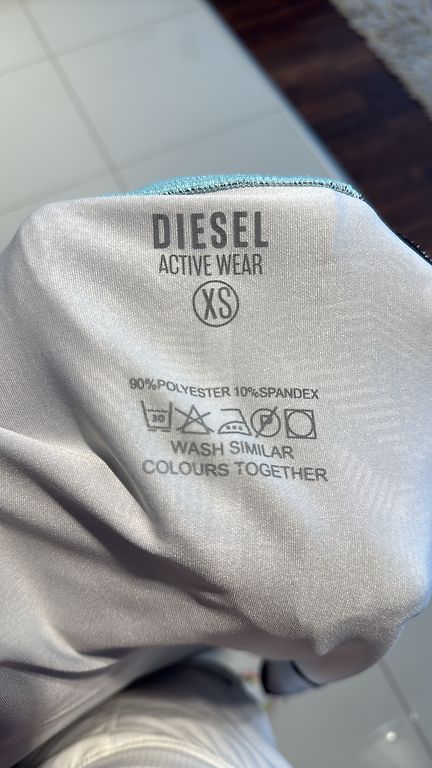 DIESEL
ACTIVE WEAR
XS
90%POLYESTER 10%SPANDEX
30 P
WASH SIMILAR
COLOURS TOGETHER